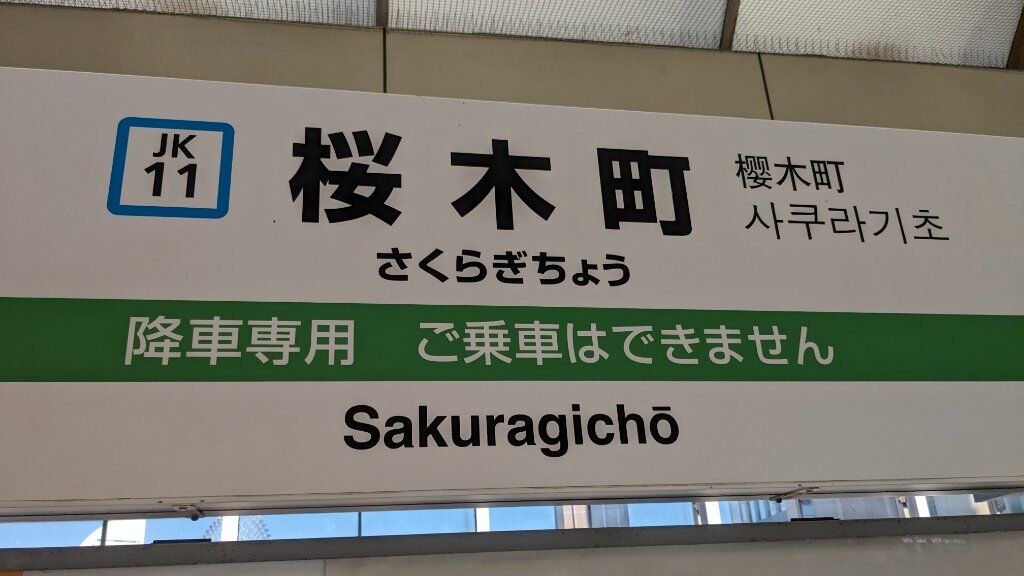 JK
11
桜木町
櫻木町
사쿠라기초
さくらぎちょう
降車専用　ご乗車はできません
Sakuragichō